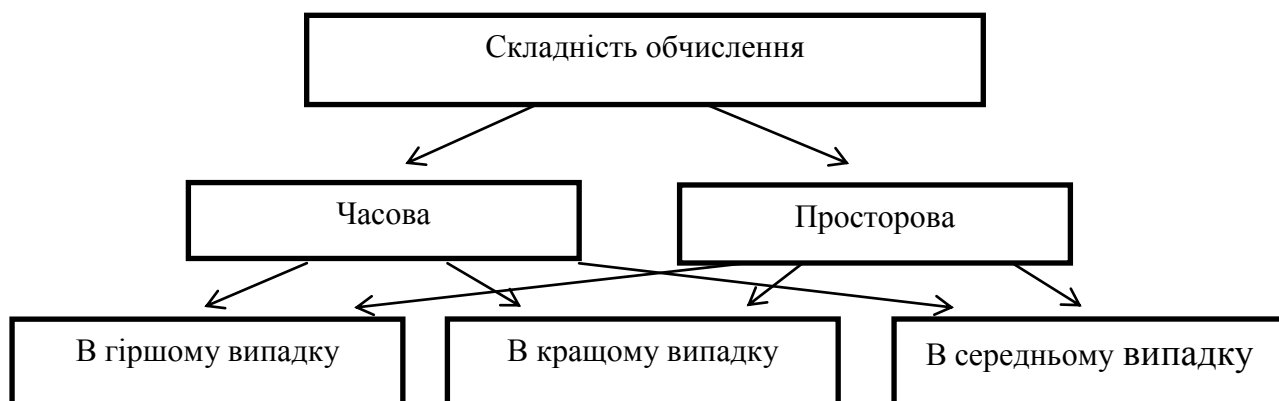 Складність обчислення
Часова
Просторова
В гіршому випадку
В кращому випадку
В середньому випадку